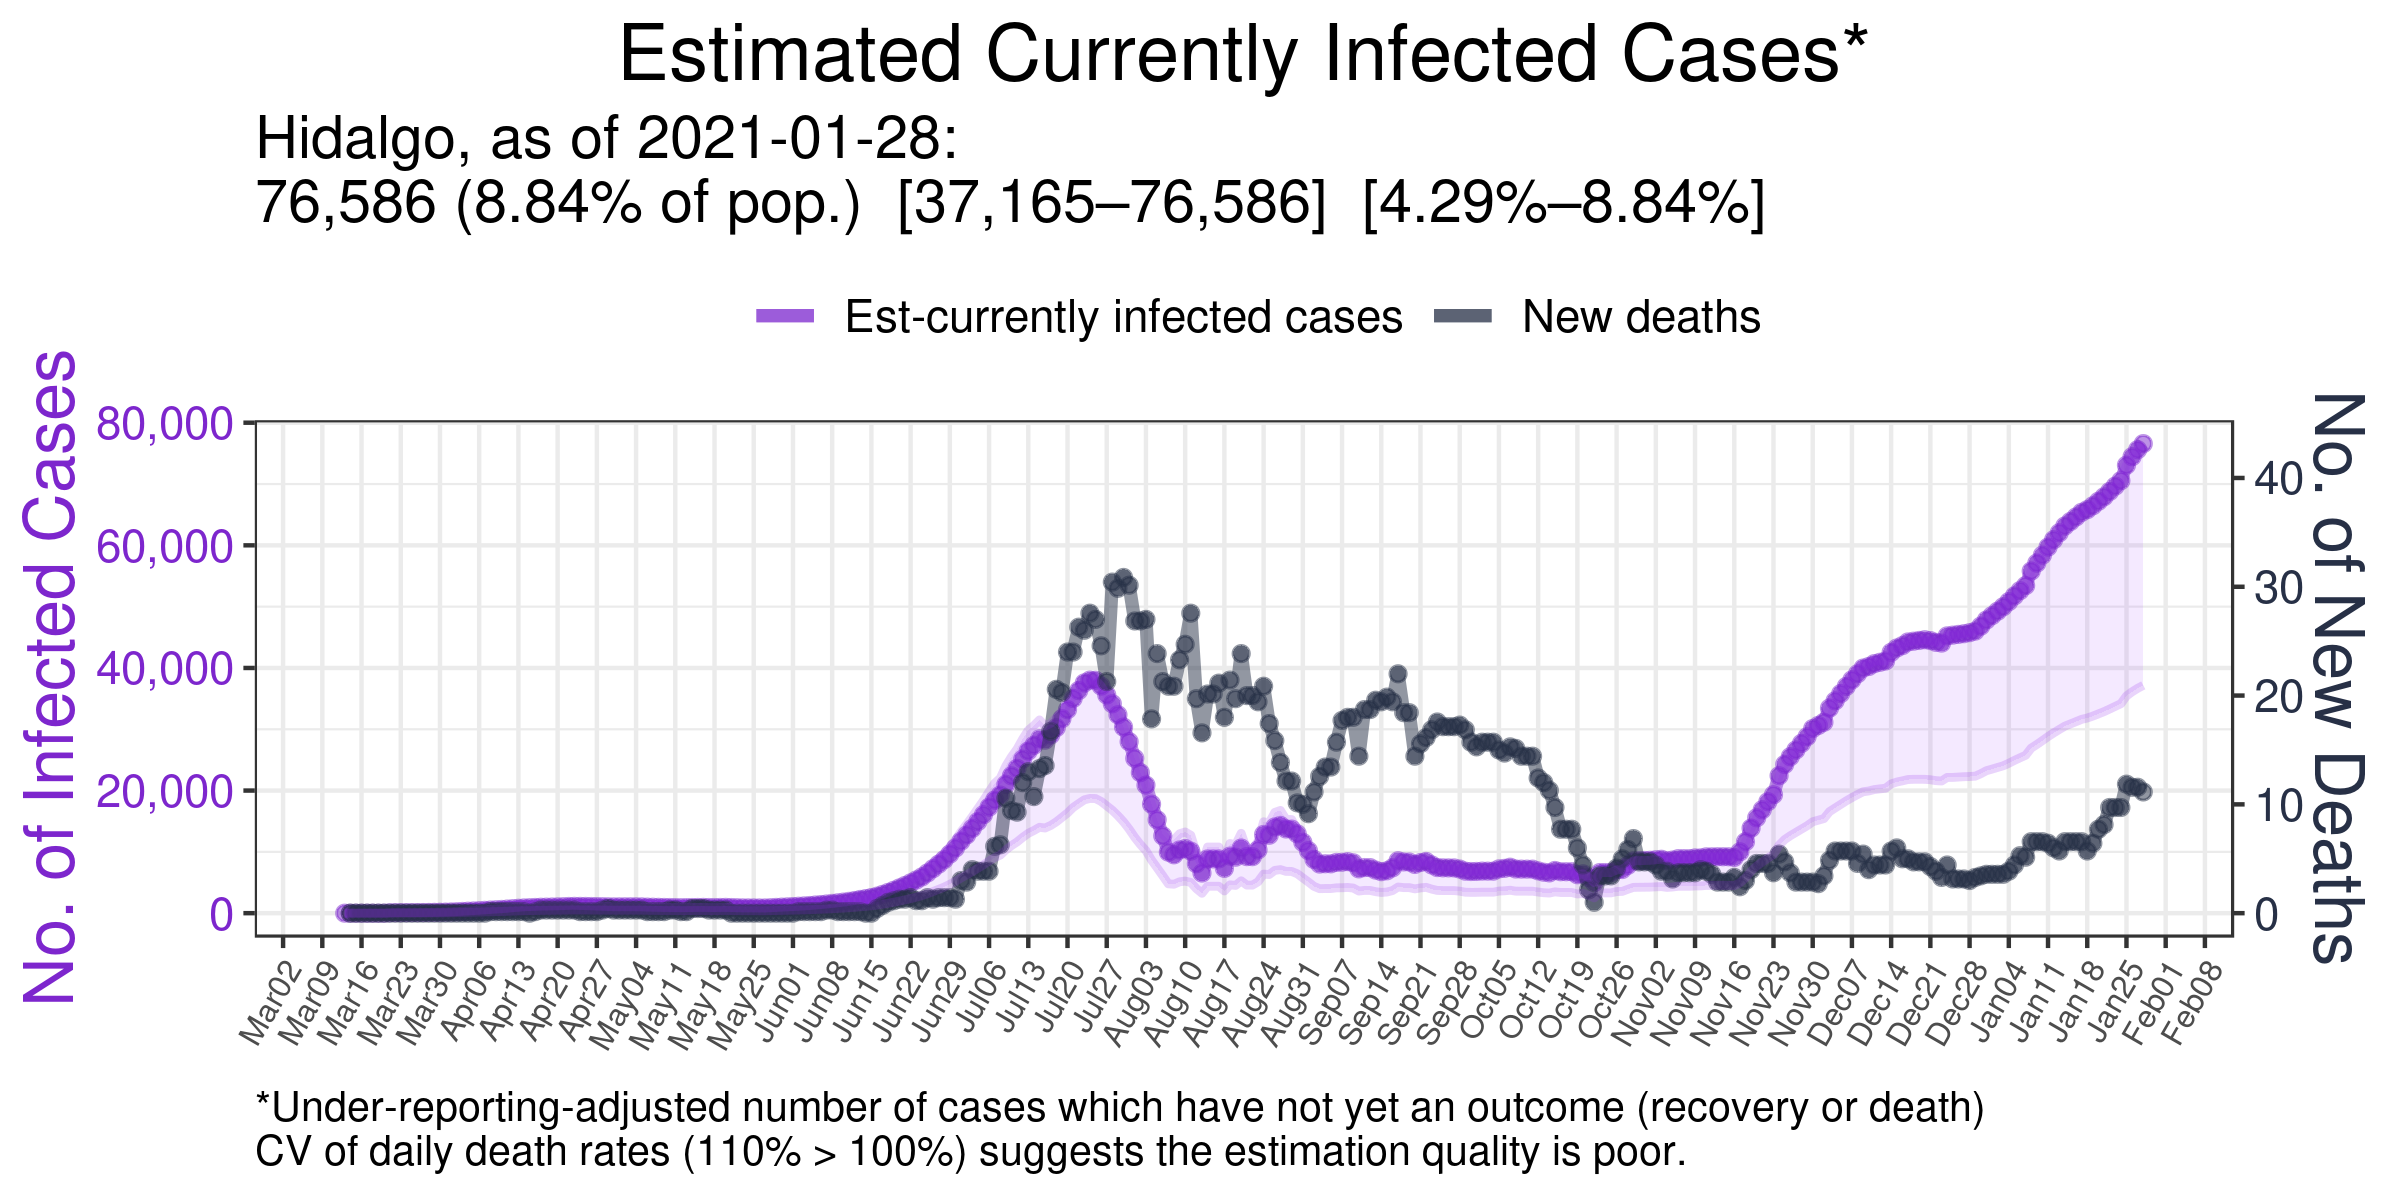 Estimated Currently Infected Cases*
Hidalgo, as of 2021-01-28:
76,586 (8.84% of pop.)  [37,165–76,586]  [4.29%–8.84%]
Est-currently infected cases
New deaths
No. of Infected Cases
80,000
60,000
40,000
20,000
0
No. of New Deaths
40
30
20
10
0
Mar02
Mar09
Mar16
Mar23
Mar30
Apr06
Apr13
Apr20
Apr27
May04
May11
May18
May25
Jun01
Jun08
Jun15
Jun22
Jun29
Jul06
Jul13
Jul20
Jul27
Aug03
Aug10
Aug17
Aug24
Aug31
Sep07
Sep14
Sep21
Sep28
Oct05
Oct12
Oct19
Oct26
Nov02
Nov09
Nov16
Nov23
Nov30
Dec07
Dec14
Dec21
Dec28
Jan04
Jan11
Jan18
Jan25
Feb01
Feb08
*Under-reporting-adjusted number of cases which have not yet an outcome (recovery or death)
CV of daily death rates (110% > 100%) suggests the estimation quality is poor.